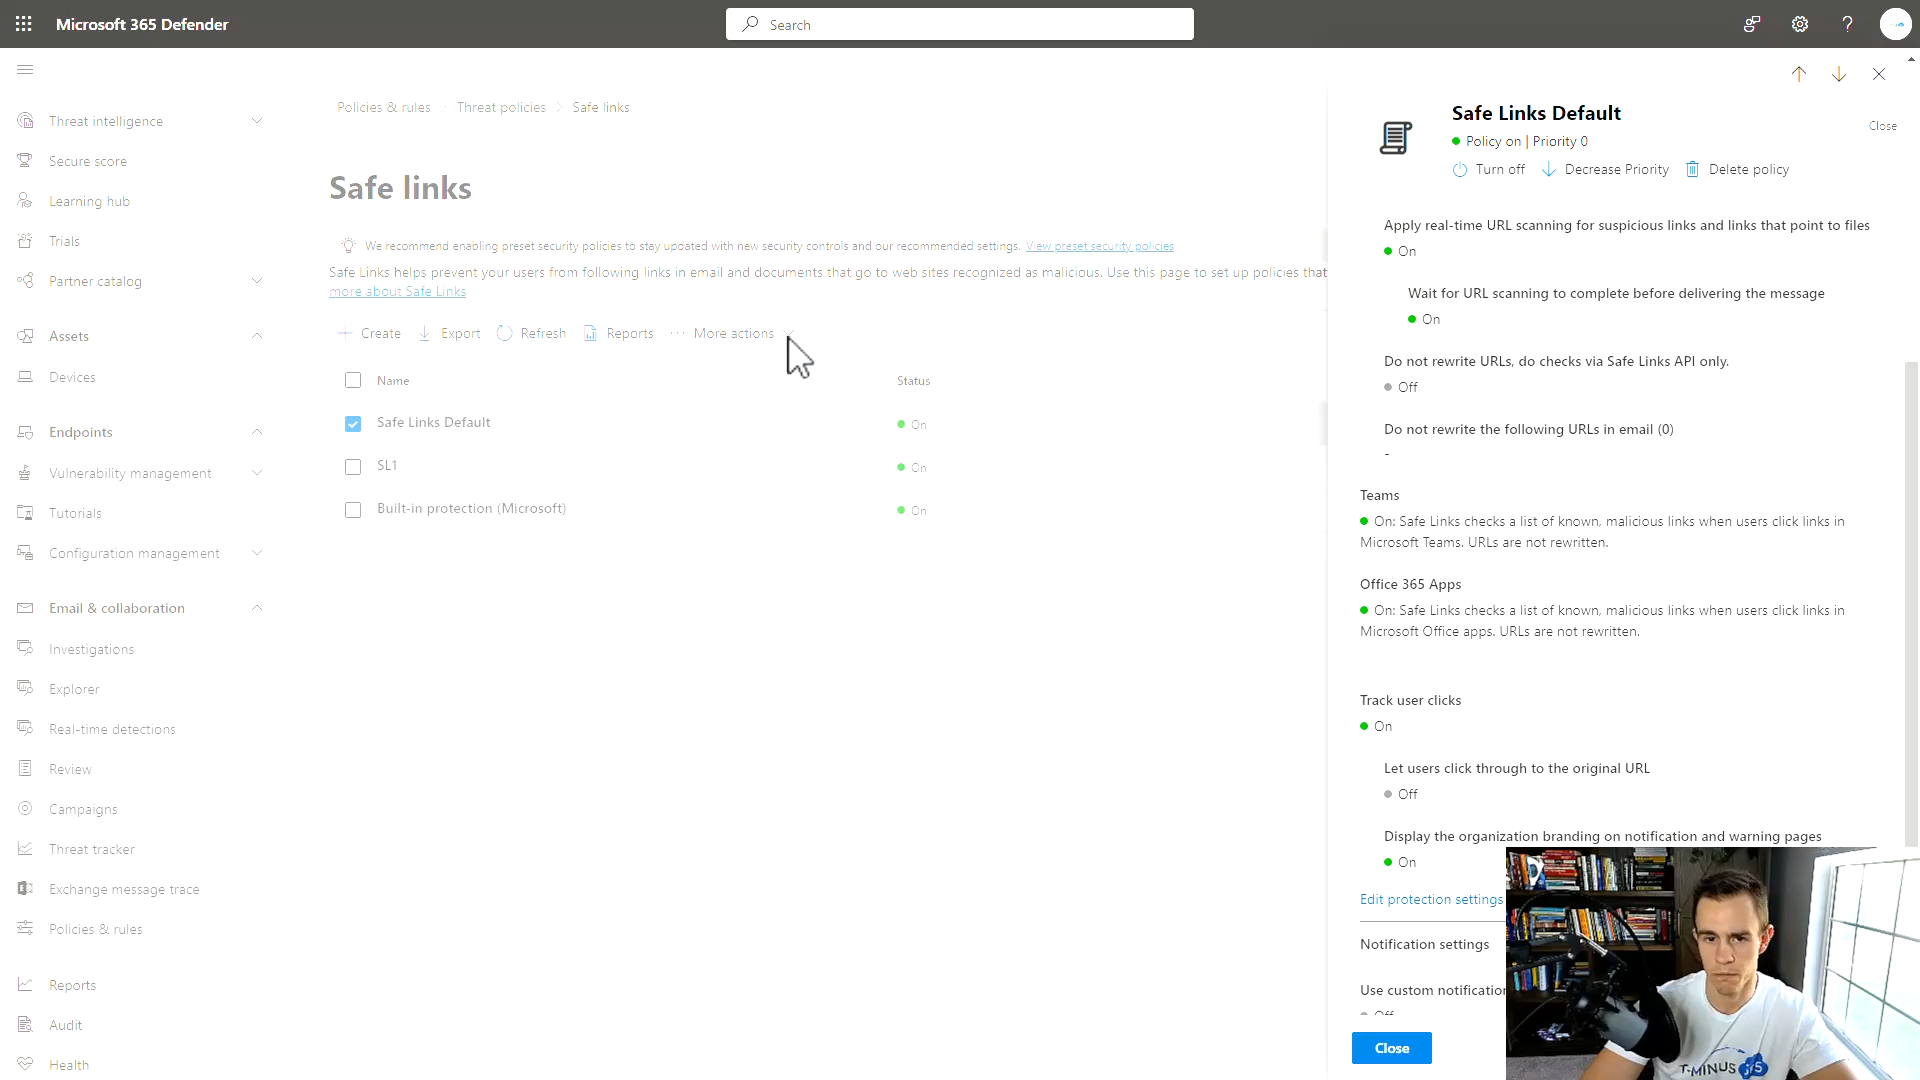 Microsoft 365 Defender
Search
Threat intelligence
Secure score
Learning hub
Trials
Partner catalog
Assets
Devices
Endpoints
Vulnerability management
Tutorials
Configuration management
Email & collaboration
Investigations
Explorer
Real-time detections
Review
Campaigns
Threat tracker
Exchange message trace
Policies & rules
Reports
Audit
Health
Policies & rules > Threat policies > Safe links
Safe links
We recommend enabling preset security policies to stay updated with new security controls and our recommended settings. View preset security policies
Safe Links helps prevent your users from following links in email and documents that go to web sites recognized as malicious. Use this page to set up policies that
more about Safe Links
Create Export Refresh Reports ... More actions
Name Status
Safe Links Default On
SL1 On
Built-in protection (Microsoft) On
Safe Links Default
Close
Policy on | Priority 0
Turn off Decrease Priority Delete policy
Apply real-time URL scanning for suspicious links and links that point to files
On
Wait for URL scanning to complete before delivering the message
On
Do not rewrite URLs, do checks via Safe Links API only.
Off
Do not rewrite the following URLs in email (0)
-
Teams
On: Safe Links checks a list of known, malicious links when users click links in
Microsoft Teams. URLs are not rewritten.
Office 365 Apps
On: Safe Links checks a list of known, malicious links when users click links in
Microsoft Office apps. URLs are not rewritten.
Track user clicks
On
Let users click through to the original URL
Off
Display the organization branding on notification and warning pages
On
Edit protection settings
Notification settings
Use custom notification
Off
Close
T-MINUS 365